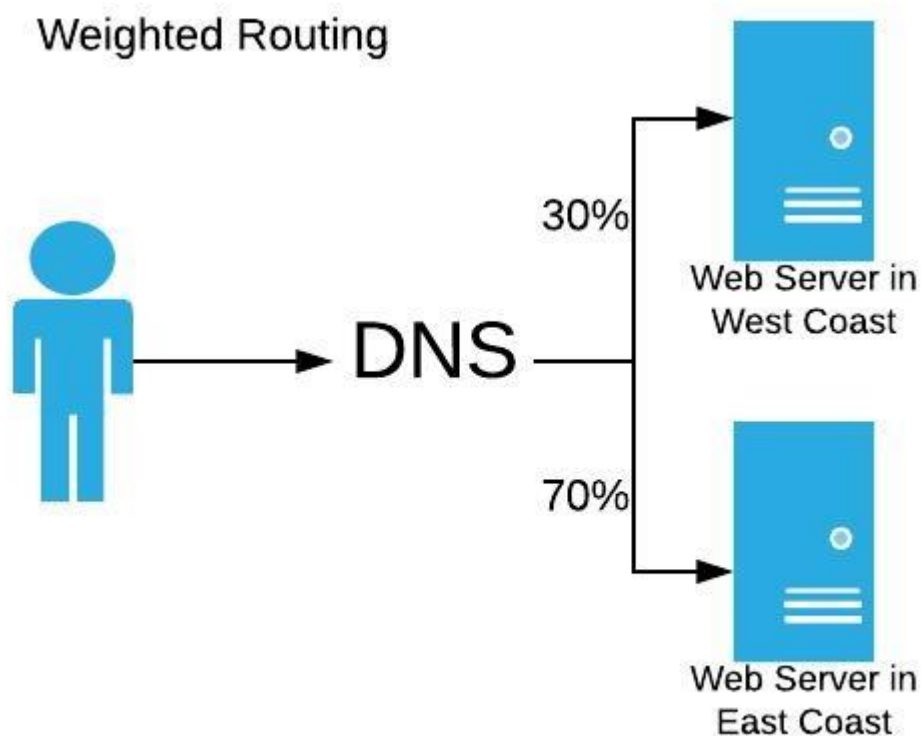 Weighted Routing
30%
Web Server in
West Coast
DNS
70%
Web Server in
East Coast